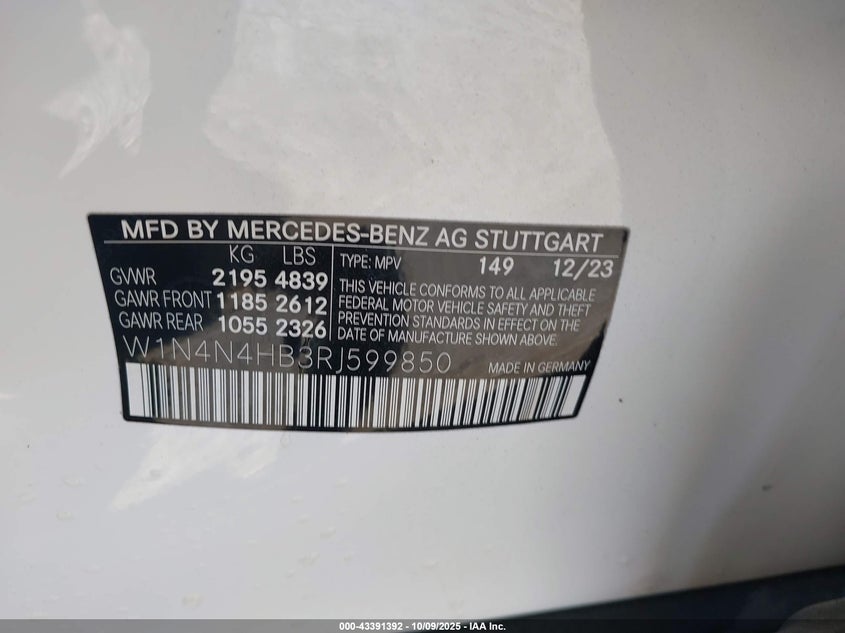 MFD BY MERCEDES-BENZ AG STUTTGART
KG LBS
GVWR 2195 4839
GAWR FRONT 1185 2612
GAWR REAR 1055 2326
TYPE: MPV 149 12/23
THIS VEHICLE CONFORMS TO ALL APPLICABLE
FEDERAL MOTOR VEHICLE SAFETY AND THEFT
PREVENTION STANDARDS IN EFFECT ON THE
DATE OF MANUFACTURE SHOWN ABOVE.
W1N4N4HB3RJ599850
MADE IN GERMANY
000-43391392 - 10/09/2025 - IAA Inc.